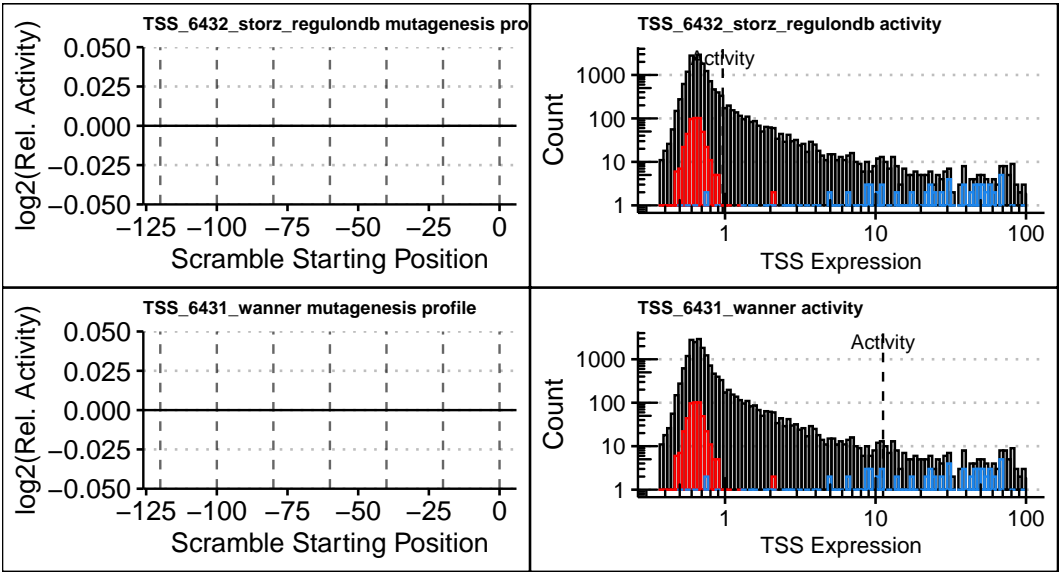 TSS_6432_storz_regulondb mutagenesis pro
log2(Rel. Activity)
0.050
0.025
0.000
−0.025
−0.050
−125 −100 −75 −50 −25 0
Scramble Starting Position
TSS_6432_storz_regulondb activity
ctivity
Count
1000
100
10
1
1 10 100
TSS Expression
TSS_6431_wanner mutagenesis profile
log2(Rel. Activity)
0.050
0.025
0.000
−0.025
−0.050
−125 −100 −75 −50 −25 0
Scramble Starting Position
TSS_6431_wanner activity
Activity
Count
1000
100
10
1
1 10 100
TSS Expression